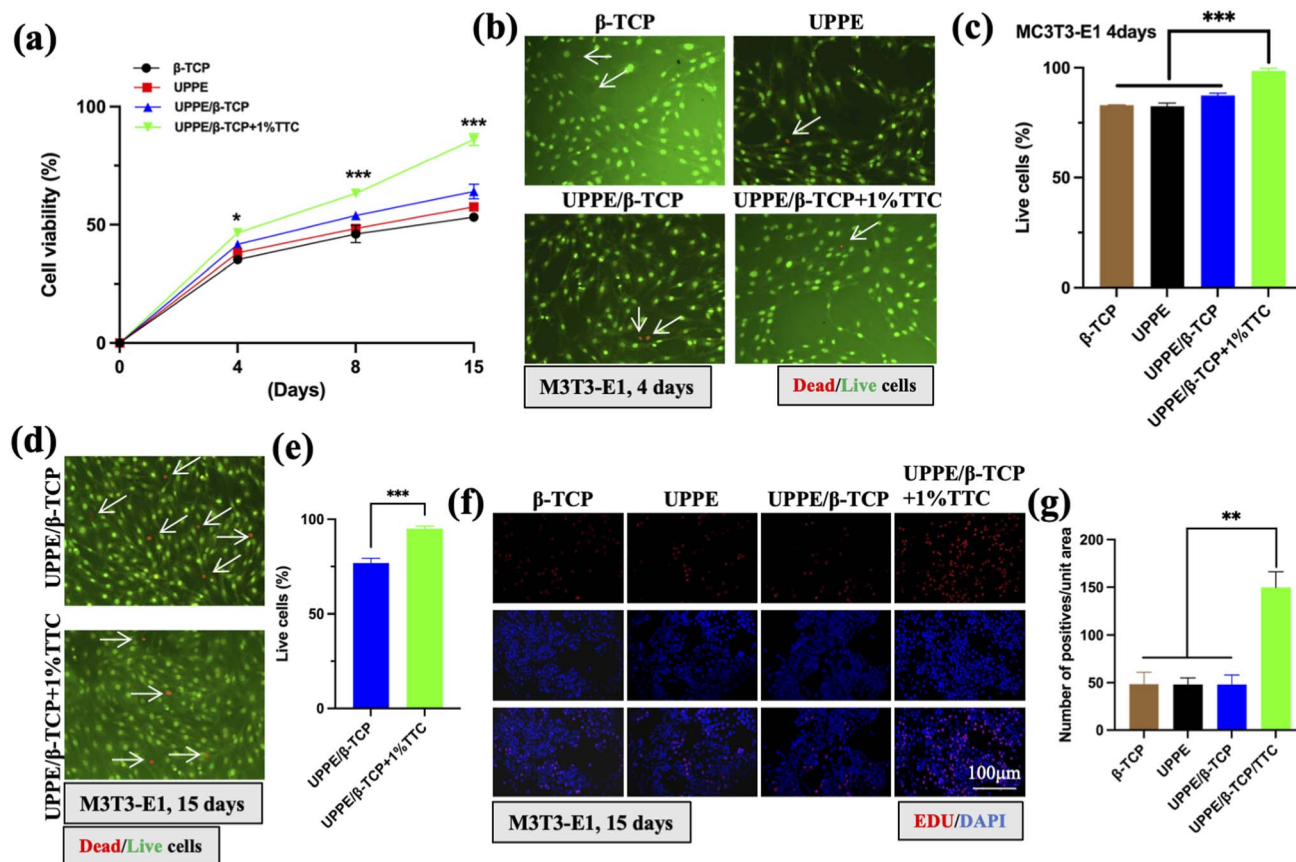 (a)
β-TCP
UPPE
UPPE/β-TCP
UPPE/β-TCP+1%TTC
Cell viability (%)
100
50
0
*
***
***
0 4 8 15
(Days)
(b)
β-TCP UPPE
UPPE/β-TCP UPPE/β-TCP+1%TTC
M3T3-E1, 4 days
Dead/Live cells
(c)
MC3T3-E1 4days
***
Live cells (%)
100
50
0
β-TCP
UPPE
UPPE/β-TCP
UPPE/β-TCP+1%TTC
(d)
UPPE/β-TCP
UPPE/β-TCP+1%TTC
M3T3-E1, 15 days
Dead/Live cells
(e)
***
Live cells (%)
100
50
0
UPPE/β-TCP
UPPE/β-TCP+1%TTC
(f)
β-TCP UPPE UPPE/β-TCP UPPE/β-TCP
+1%TTC
100μm
M3T3-E1, 15 days
EDU/DAPI
(g)
**
Number of positives/unit area
200
150
100
50
0
β-TCP
UPPE
UPPE/β-TCP
UPPE/β-TCP/TTC